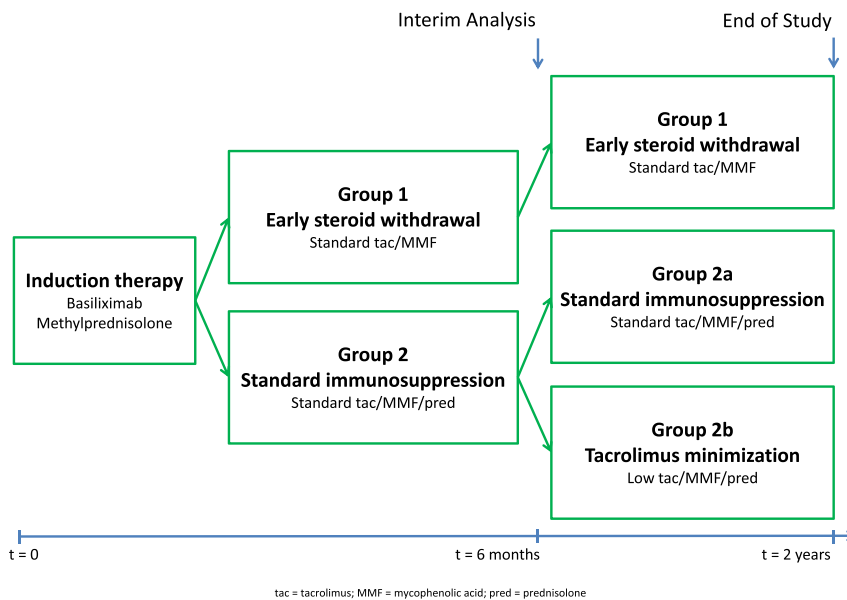 Interim Analysis
End of Study
Induction therapy
Basiliximab
Methylprednisolone
Group 1
Early steroid withdrawal
Standard tac/MMF
Group 2
Standard immunosuppression
Standard tac/MMF/pred
Group 1
Early steroid withdrawal
Standard tac/MMF
Group 2a
Standard immunosuppression
Standard tac/MMF/pred
Group 2b
Tacrolimus minimization
Low tac/MMF/pred
t = 0
t = 6 months
t = 2 years
tac = tacrolimus; MMF = mycophenolic acid; pred = prednisolone